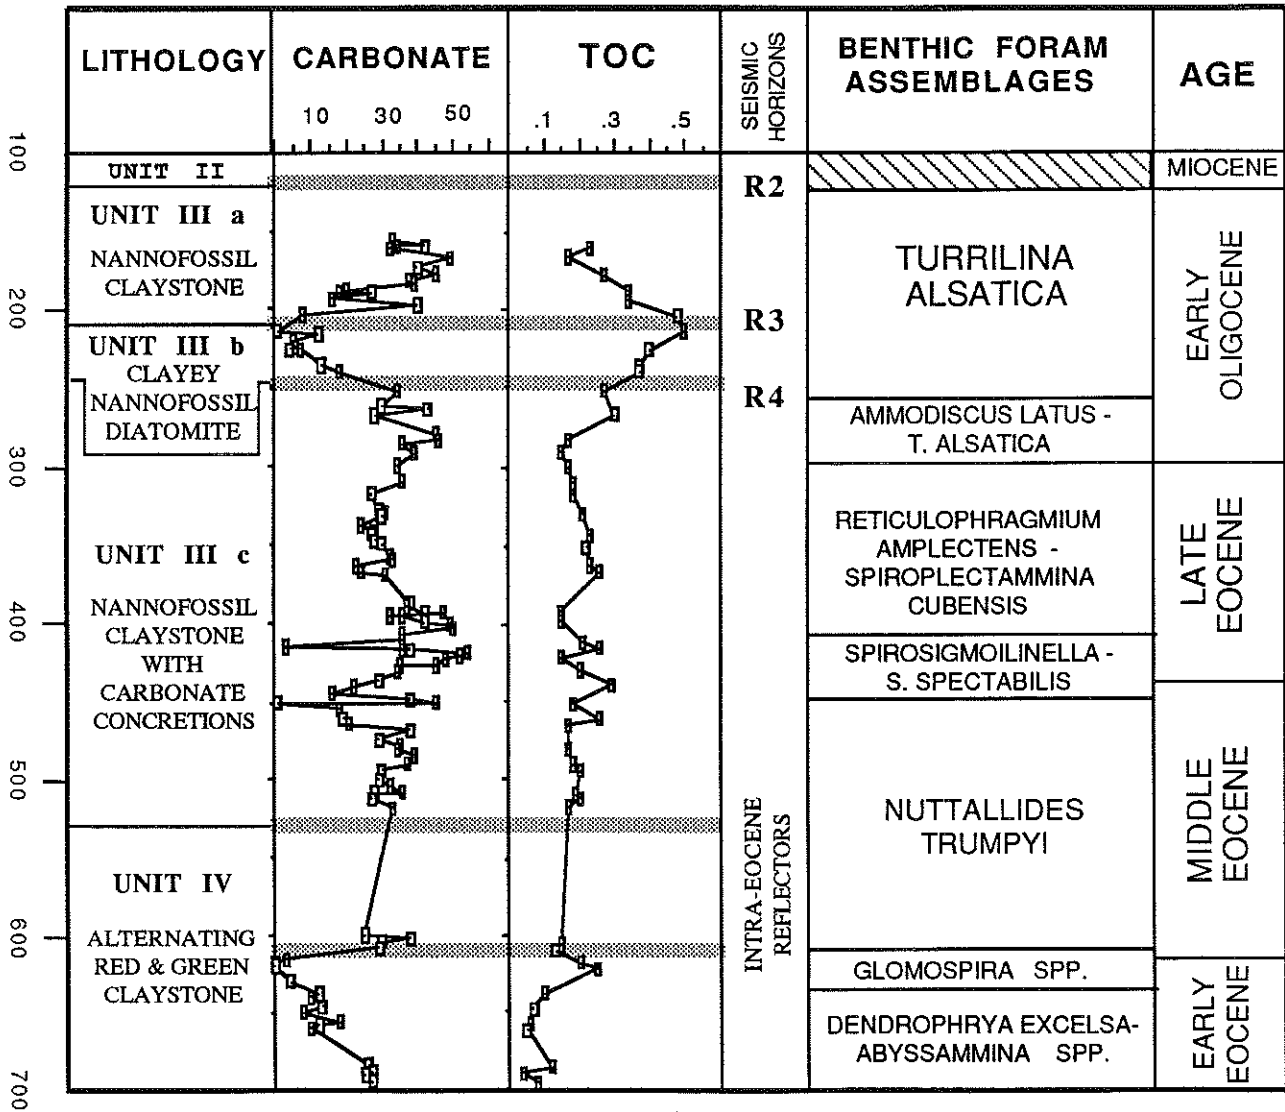 LITHOLOGY
CARBONATE
10 30 50
TOC
.1 .3 .5
SEISMIC
HORIZONS
BENTHIC FORAM
ASSEMBLAGES
AGE
100
200
300
400
500
600
700
UNIT II
UNIT III a
NANNOFOSSIL
CLAYSTONE
UNIT III b
CLAYEY
NANNOFOSSIL
DIATOMITE
UNIT III c
NANNOFOSSIL
CLAYSTONE
WITH
CARBONATE
CONCRETIONS
UNIT IV
ALTERNATING
RED & GREEN
CLAYSTONE
R2
R3
R4
INTRA-EOCENE
REFLECTORS
TURRILINA
ALSATICA
AMMODISCUS LATUS -
T. ALSATICA
RETICULOPHRAGMIUM
AMPLECTENS -
SPIROPLECTAMMINA
CUBENSIS
SPIROSIGMOILINELLA -
S. SPECTABILIS
NUTTALLIDES
TRUMPYI
GLOMOSPIRA SPP.
DENDROPHRYA EXCELSA-
ABYSSAMMINA SPP.
MIOCENE
EARLY
OLIGOCENE
LATE
EOCENE
MIDDLE
EOCENE
EARLY
EOCENE